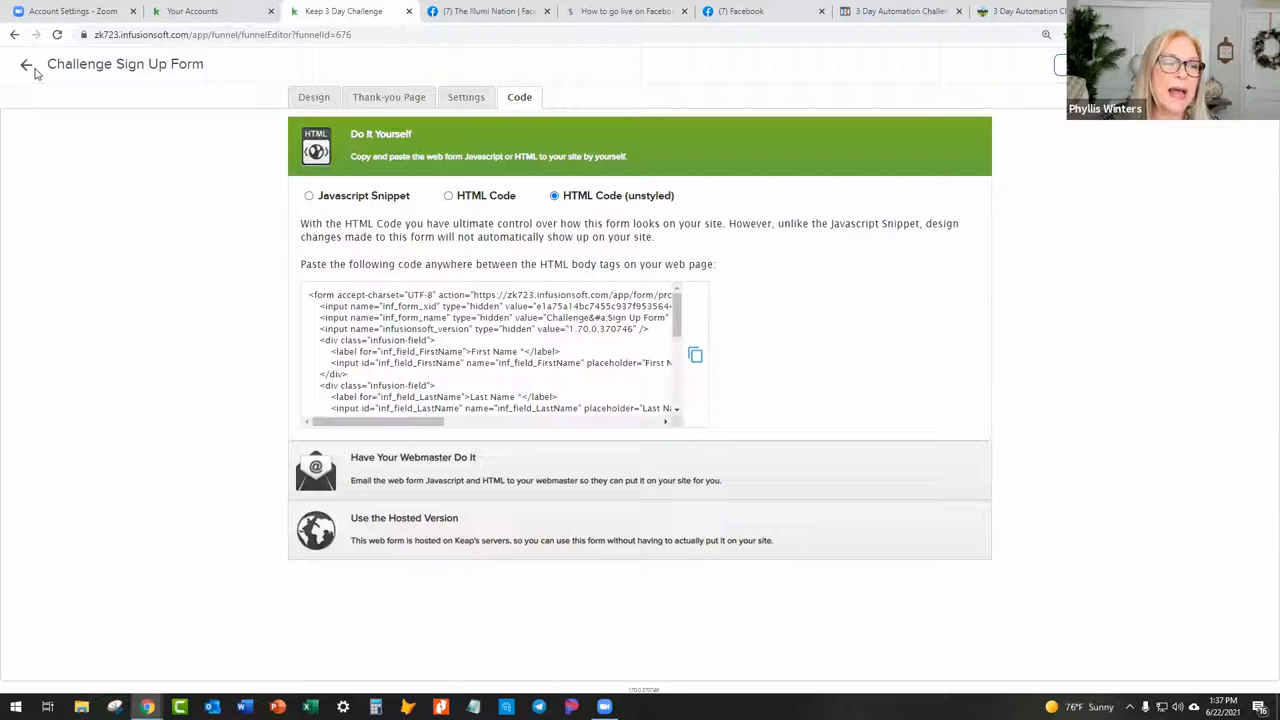 Account Settings - Zoom
Your Accounts
Keap 3 Day Challenge
(7) The Illumi Nation | Fac
How to go live on Facebo
(7) Facebook
3 Day Automation Challen
3 Day Automation Ch
zk723.infusionsoft.com/app/funnel/funnelEditor?funnelId=676
Challenge Sign Up Form
Phyllis Winters
Design
Thank-you Page
Settings
Code
HTML
Do It Yourself
Copy and paste the web form Javascript or HTML to your site by yourself.
Javascript Snippet
HTML Code
HTML Code (unstyled)
With the HTML Code you have ultimate control over how this form looks on your site. However, unlike the Javascript Snippet, design
changes made to this form will not automatically show up on your site.
Paste the following code anywhere between the HTML body tags on your web page:
<form accept-charset="UTF-8" action="https://zk723.infusionsoft.com/app/form/prc
<input name="inf_form_xid" type="hidden" value="e1a75a14bc7455c937f9535644
<input name="inf_form_name" type="hidden" value="Challenge&#a;Sign Up Form"
<input name="infusionsoft_version" type="hidden" value="1.70.0.370746" />
<div class="infusion-field">
<label for="inf_field_FirstName">First Name *</label>
<input id="inf_field_FirstName" name="inf_field_FirstName" placeholder="First N
</div>
<div class="infusion-field">
<label for="inf_field_LastName">Last Name *</label>
<input id="inf_field_LastName" name="inf_field_LastName" placeholder="Last Na
Have Your Webmaster Do It
Email the web form Javascript and HTML to your webmaster so they can put it on your site for you.
Use the Hosted Version
This web form is hosted on Keap's servers, so you can use this form without having to actually put it on your site.
1.70.0.370746
76°F Sunny
1:37 PM
6/22/2021